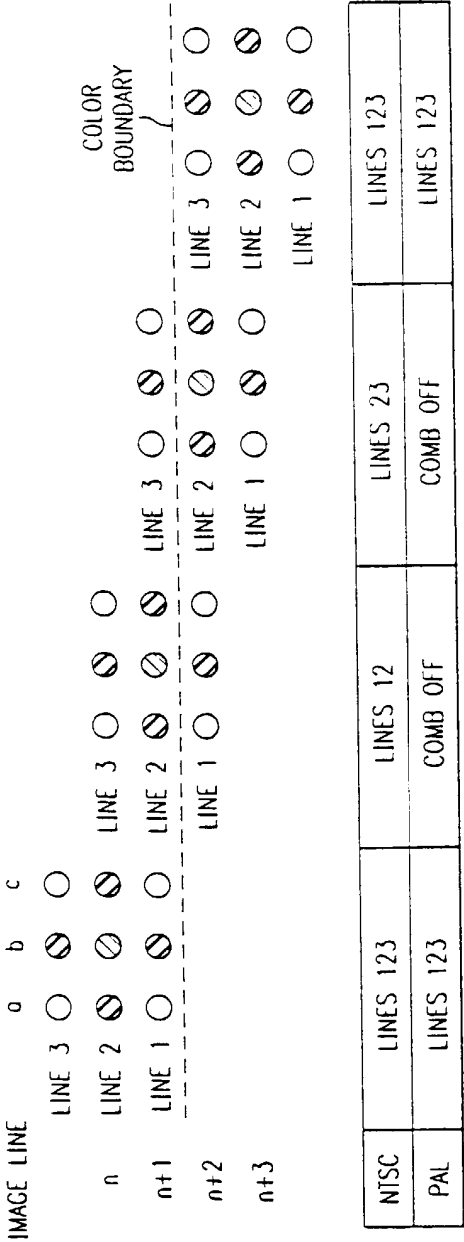 IMAGE LINE
a b c
COLOR
BOUNDARY
LINE 3
n LINE 2
n+1 LINE 1
LINE 3
LINE 2
n+2 LINE 1
n+3
LINE 3
LINE 2
LINE 1
LINE 3
LINE 2
LINE 1
NTSC LINES 123 LINES 12 LINES 23 LINES 123
PAL LINES 123 COMB OFF COMB OFF LINES 123